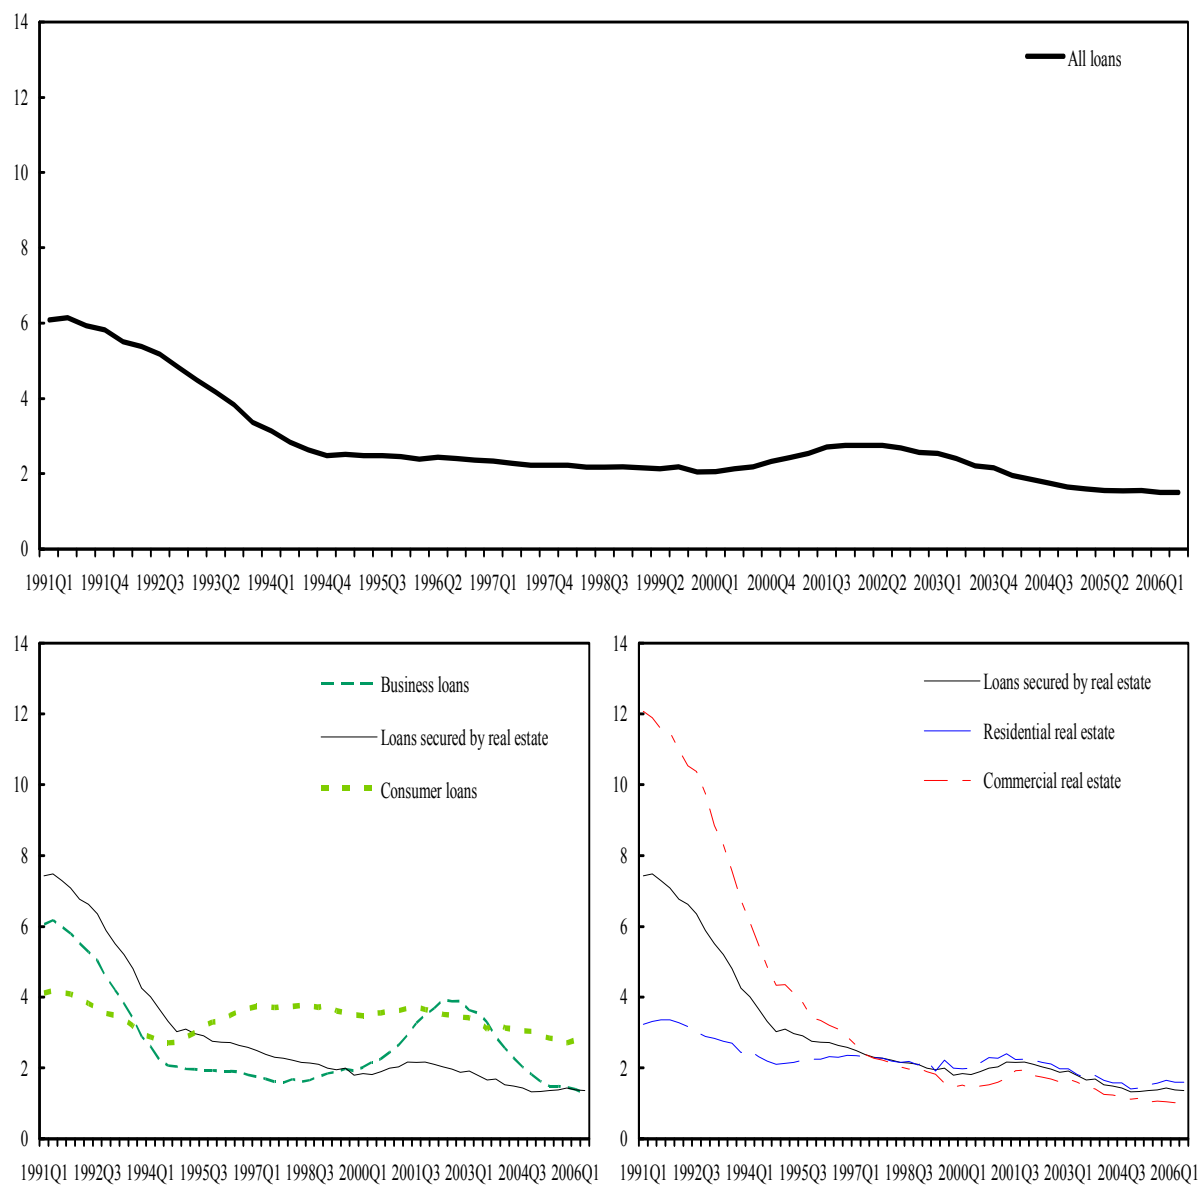 14
All loans
12
10
8
6
4
2
0
1991Q1 1991Q4 1992Q3 1993Q2 1994Q1 1994Q4 1995Q3 1996Q2 1997Q1 1997Q4 1998Q3 1999Q2 2000Q1 2000Q4 2001Q3 2002Q2 2003Q1 2003Q4 2004Q3 2005Q2 2006Q1
14
Business loans
12
Loans secured by real estate
Consumer loans
10
8
6
4
2
0
1991Q1 1992Q3 1994Q1 1995Q3 1997Q1 1998Q3 2000Q1 2001Q3 2003Q1 2004Q3 2006Q1
14
Loans secured by real estate
12
Residential real estate
Commercial real estate
10
8
6
4
2
0
1991Q1 1992Q3 1994Q1 1995Q3 1997Q1 1998Q3 2000Q1 2001Q3 2003Q1 2004Q3 2006Q1